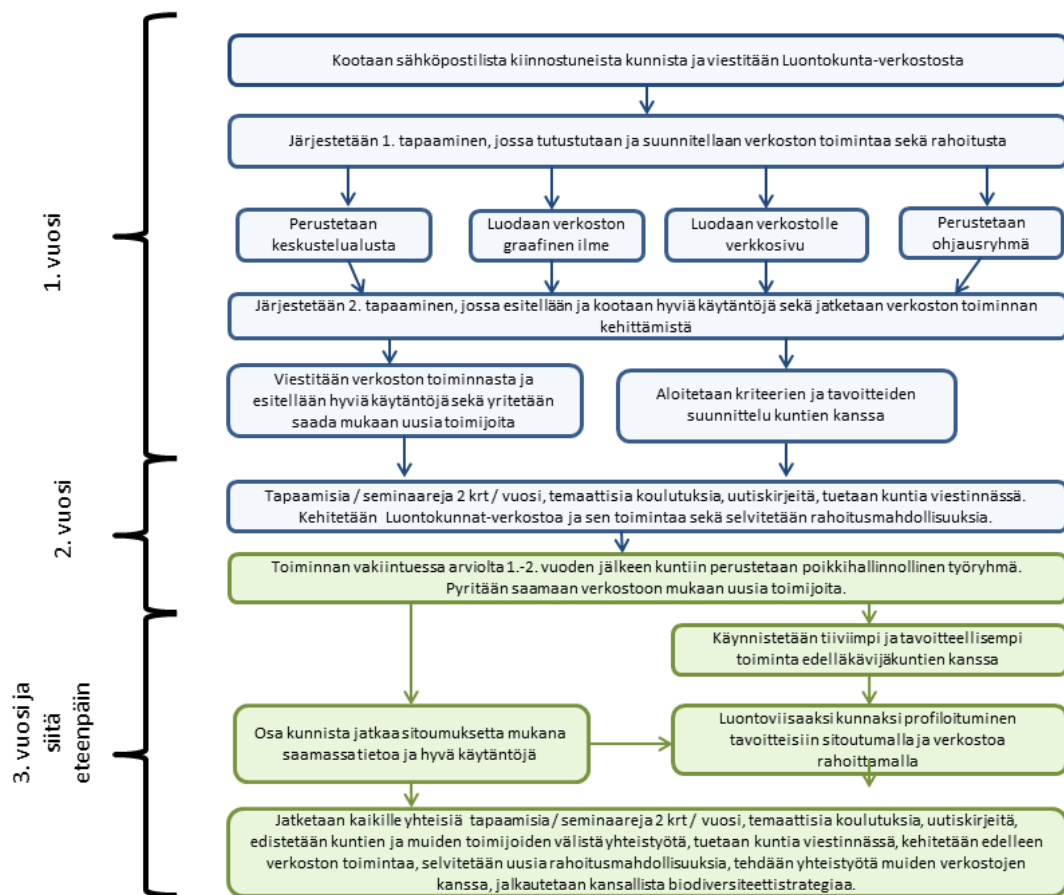 1. vuosi
Kootaan sähköpostilista kiinnostuneista kunnista ja viestitään Luontokunta-verkostosta
Järjestetään 1. tapaaminen, jossa tutustutaan ja suunnitellaan verkoston toimintaa sekä rahoitusta
Perustetaan
keskustelualusta
Luodaan verkoston
graafinen ilme
Luodaan verkostolle
verkkosivu
Perustetaan
ohjausryhmä
Järjestetään 2. tapaaminen, jossa esitellään ja kootaan hyviä käytäntöjä sekä jatketaan verkoston toiminnan
kehittämistä
Viestitään verkoston toiminnasta ja
esitellään hyviä käytäntöjä sekä yritetään
saada mukaan uusia toimijoita
Aloitetaan kriteerien ja tavoitteiden
suunnittelu kuntien kanssa
2. vuosi
Tapaamisia / seminaareja 2 krt / vuosi, temaattisia koulutuksia, uutiskirjeitä, tuetaan kuntia viestinnässä.
Kehitetään Luontokunnat-verkostoa ja sen toimintaa sekä selvitetään rahoitusmahdollisuuksia.
Toiminnan vakiintuessa arviolta 1.-2. vuoden jälkeen kuntiin perustetaan poikkihallinnollinen työryhmä.
Pyritään saamaan verkostoon mukaan uusia toimijoita.
3. vuosi ja
siitä
eteenpäin
Käynnistetään tiiviimpi ja tavoitteellisempi
toiminta edelläkävijäkuntien kanssa
Osa kunnista jatkaa sitoumuksetta mukana
saamassa tietoa ja hyvä käytäntöjä
Luontoviisaaksi kunnaksi profiloituminen
tavoitteisiin sitoutumalla ja verkostoa
rahoittamalla
Jatketaan kaikille yhteisiä tapaamisia / seminaareja 2 krt / vuosi, temaattisia koulutuksia, uutiskirjeitä,
edistetään kuntien ja muiden toimijoiden välistä yhteistyötä, tuetaan kuntia viestinnässä, kehitetään edelleen
verkoston toimintaa, selvitetään uusia rahoitusmahdollisuuksia, tehdään yhteistyötä muiden verkostojen
kanssa, jalkautetaan kansallista biodiversiteettistrategiaa.